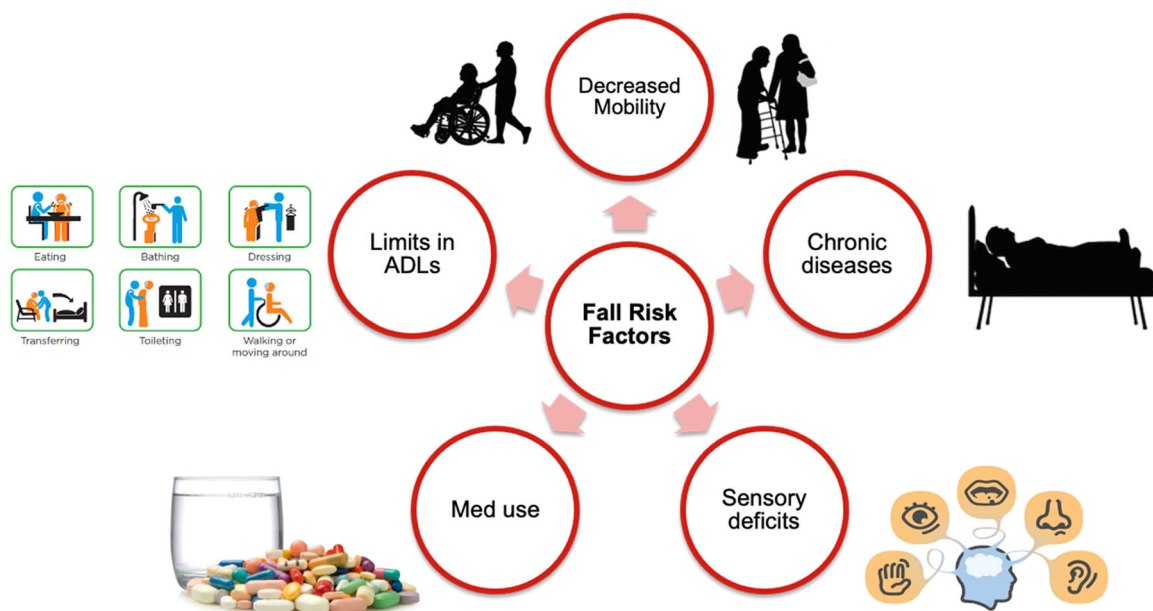 Decreased
Mobility
Limits in
ADLs
Chronic
diseases
Fall Risk
Factors
Med use
Sensory
deficits
Eating
Bathing
Dressing
Transferring
Toileting
Walking or
moving around